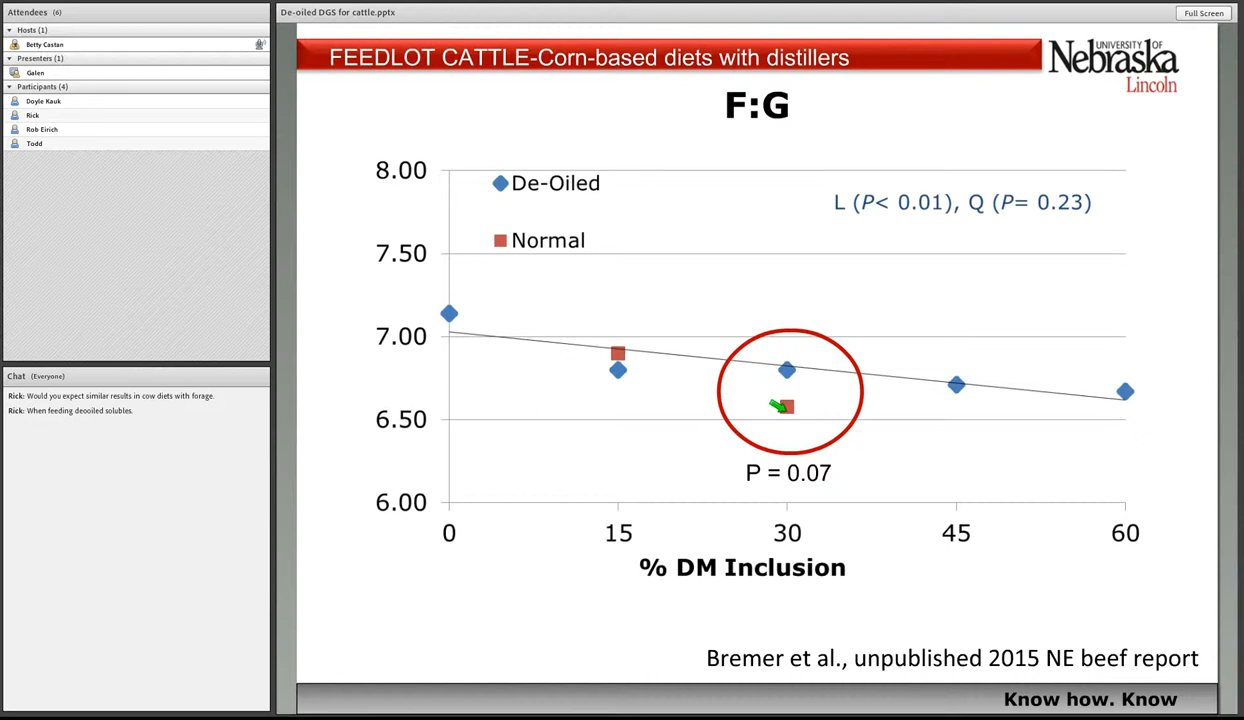 Attendees (6)
Hosts (1)
Betty Castan
Presenters (1)
Galen
Participants (4)
Doyle Kauk
Rick
Rob Eirich
Todd
Chat (Everyone)
Rick: Would you expect similar results in cow diets with forage.
Rick: When feeding deooiled solubles.
De-oiled DGS for cattle.pptx
Full Screen
FEEDLOT CATTLE-Corn-based diets with distillers
UNIVERSITY OF
Nebraska
Lincoln
F:G
8.00
7.50
7.00
6.50
6.00
De-Oiled
Normal
L (P< 0.01), Q (P= 0.23)
P = 0.07
0 15 30 45 60
% DM Inclusion
Bremer et al., unpublished 2015 NE beef report
Know how. Know